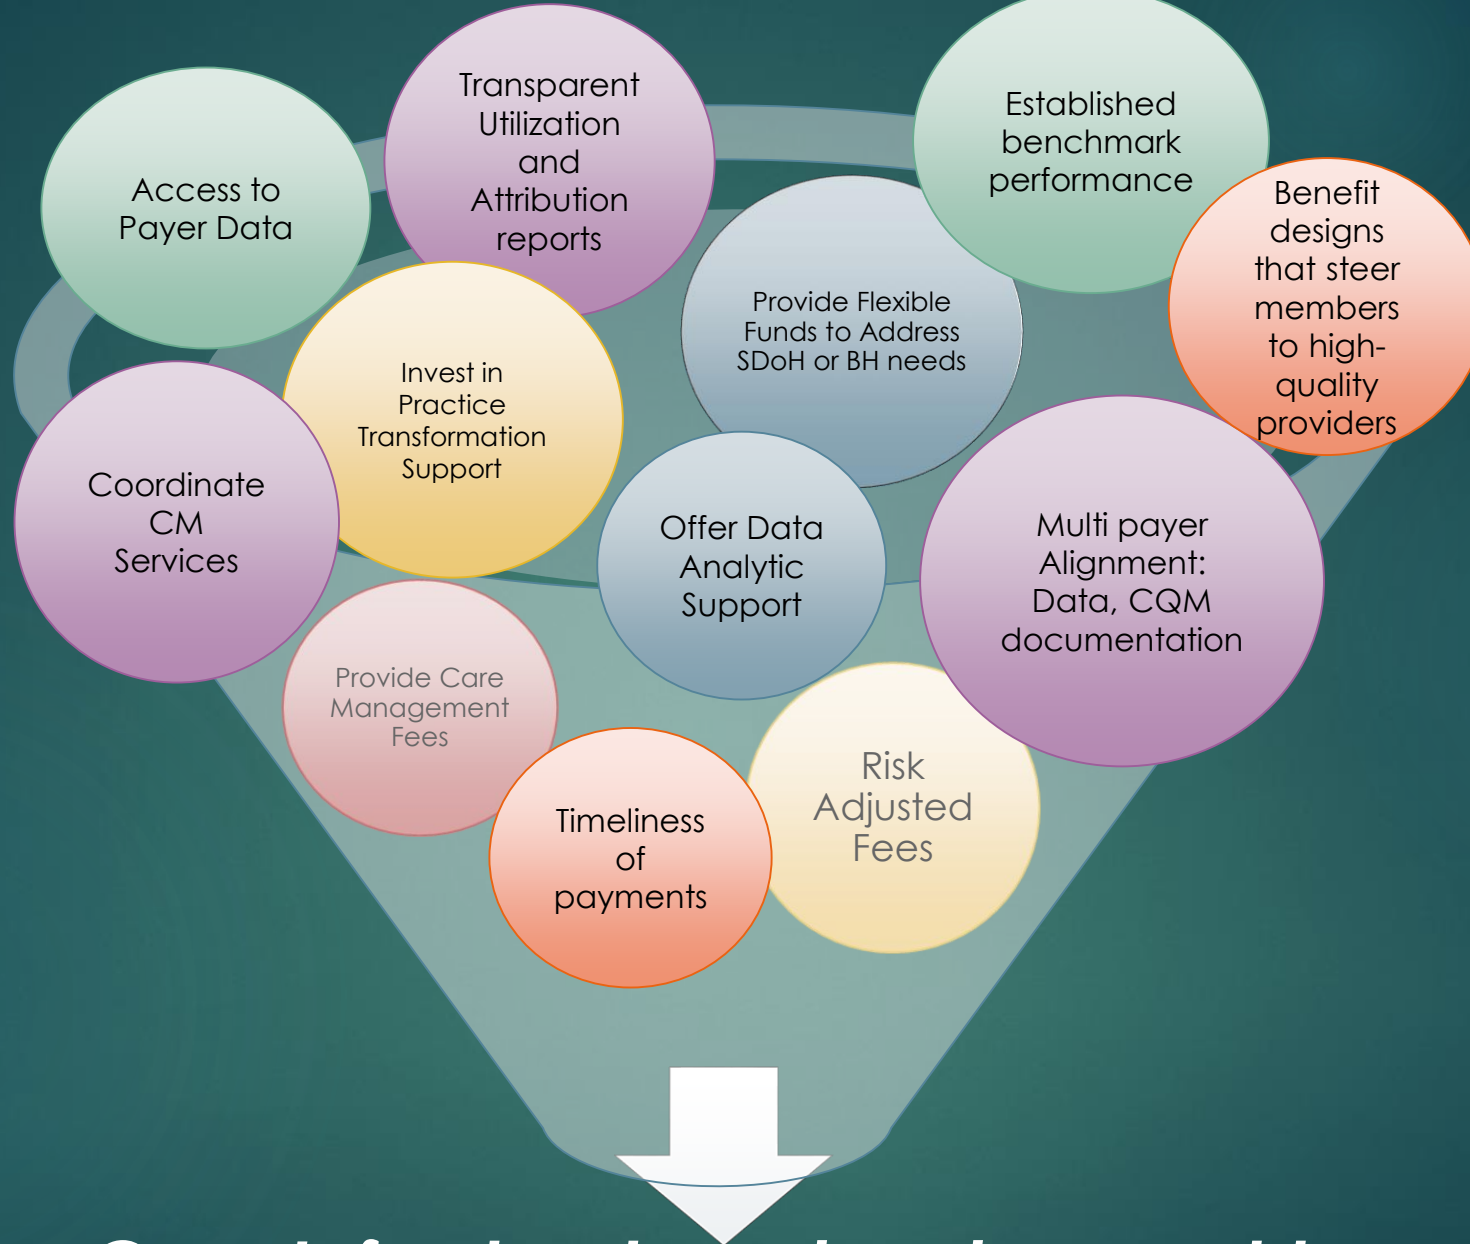 Transparent
Utilization
and
Attribution
reports
Established
benchmark
performance
Access to
Payer Data
Benefit
designs
that steer
members
to high-
quality
providers
Provide Flexible
Funds to Address
SDoH or BH needs
Invest in
Practice
Transformation
Support
Coordinate
CM
Services
Offer Data
Analytic
Support
Multi payer
Alignment:
Data, CQM
documentation
Provide Care
Management
Fees
Timeliness
of
payments
Risk
Adjusted
Fees